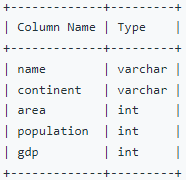 +-------------+---------+
| Column Name | Type    |
+-------------+---------+
| name        | varchar |
| continent   | varchar |
| area        | int     |
| population  | int     |
| gdp         | int     |
+-------------+---------+